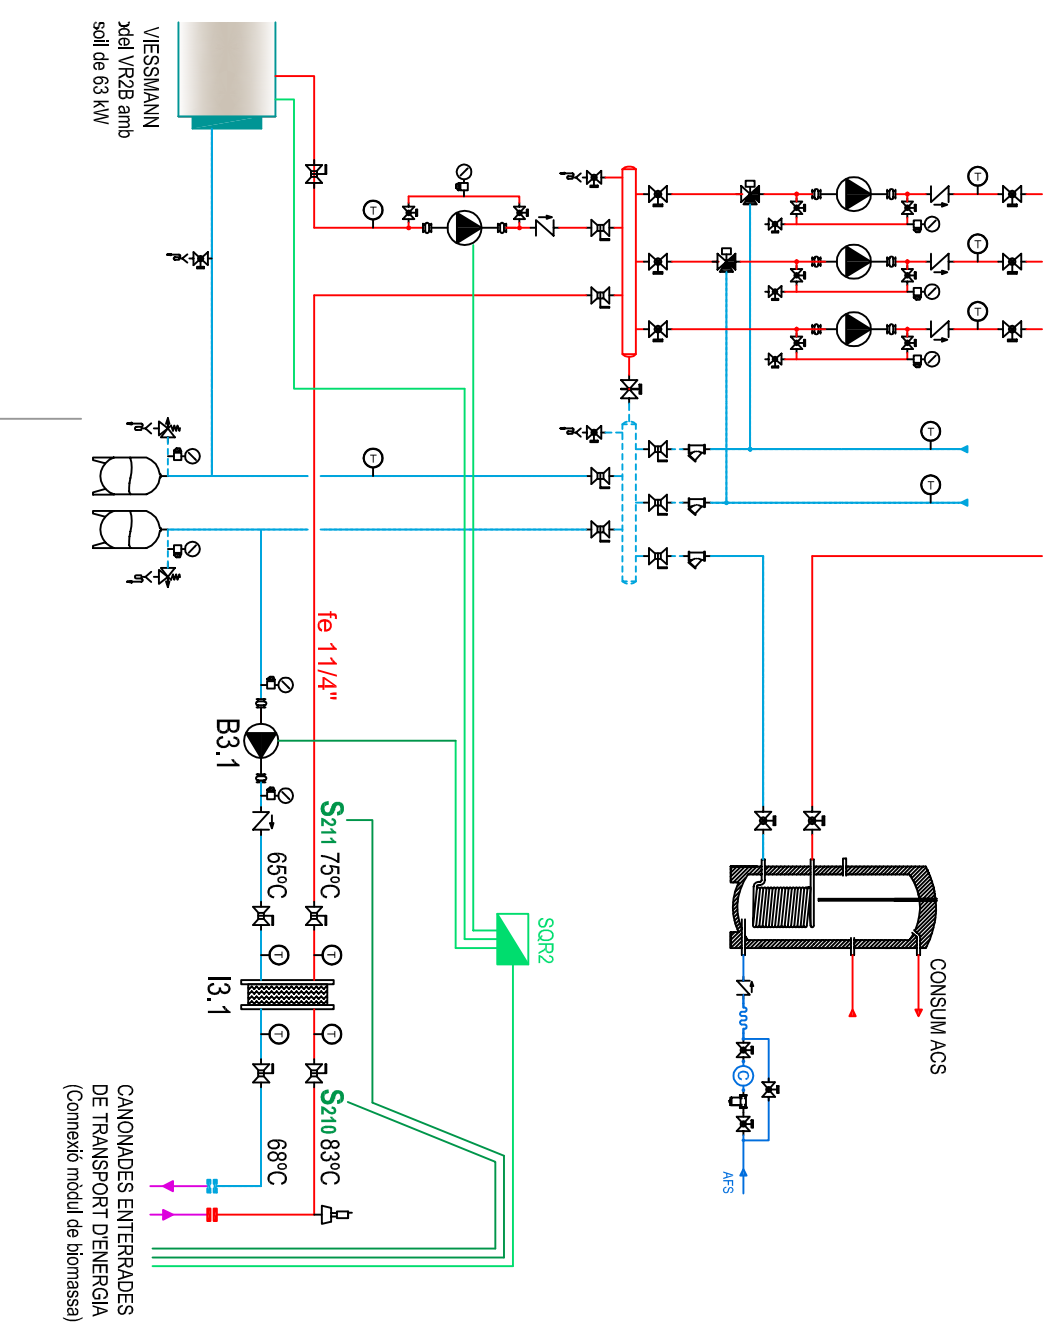 VIESSMANN
odel VR2B amb
soil de 63 kW
T
T
T
T
T
T
T
fe 11/4"
B3.1
S211 75ºC
65ºC
T
T
I3.1
T
T
S210 83ºC
68ºC
SQR2
CONSUM ACS
C
AFS
CANONADES ENTERRADES
DE TRANSPORT D'ENERGIA
(Connexió mòdul de biomassa)